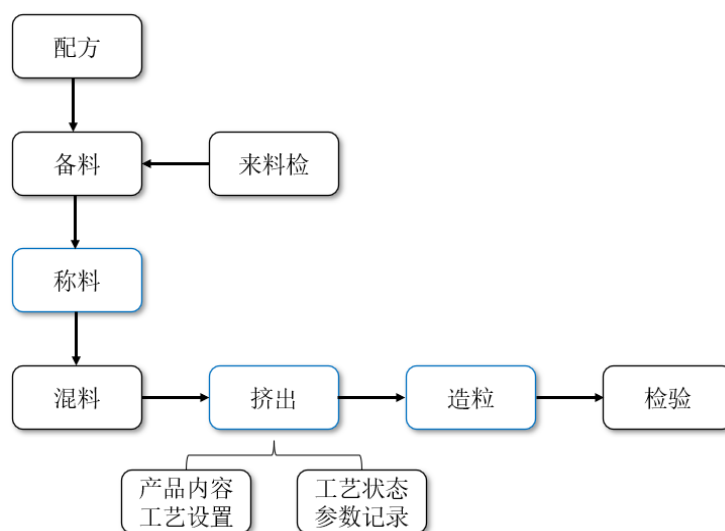 配方
备料
来料检
称料
混料
挤出
造粒
检验
产品内容
工艺设置
工艺状态
参数记录